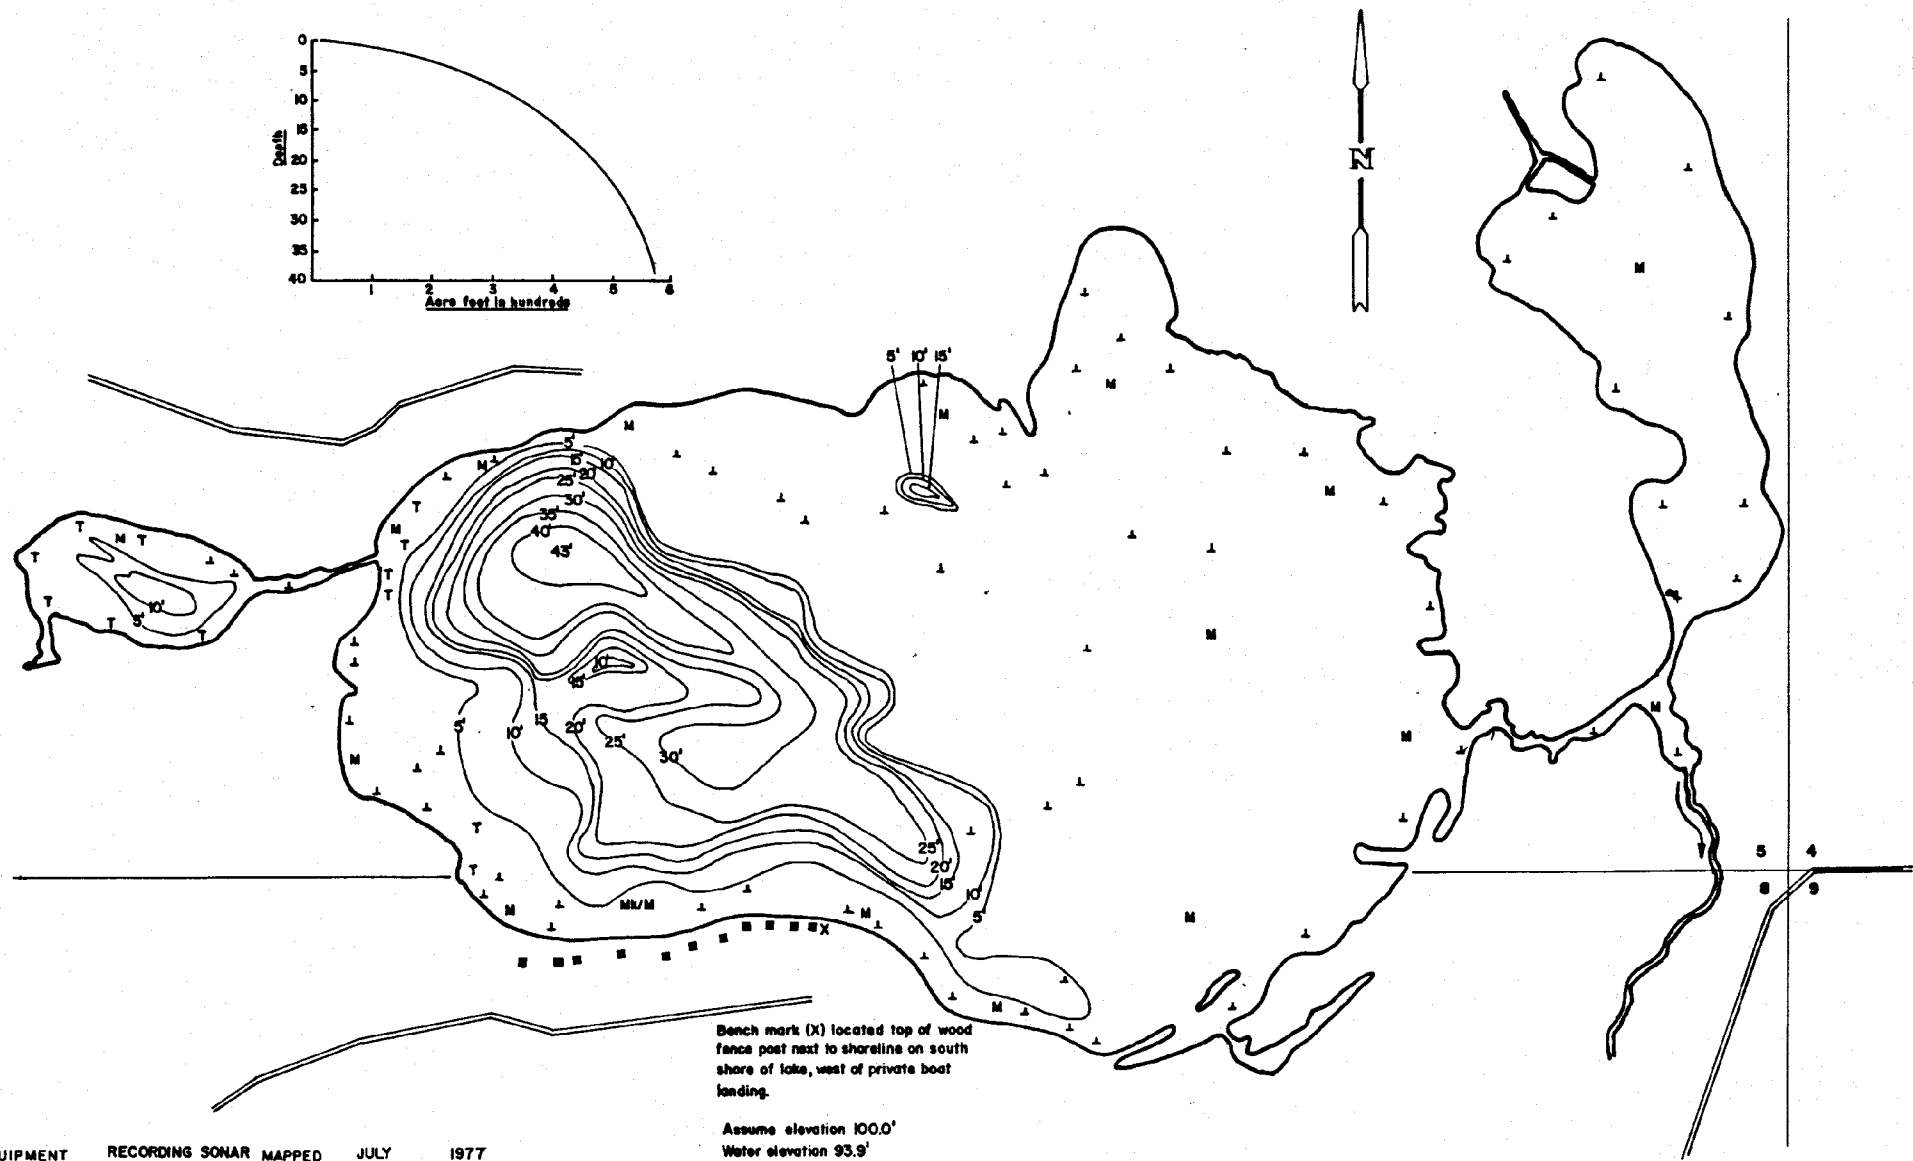 0
5
10
15
20
25
30
35
40
Depth
1 2 3 4 5 6
Acre feet in hundreds
N
M
5' 10' 15'
M
M
M
5'
15' 10'
M
20'
25'
30'
T
M
35'
40'
43'
M
T
M T
T
T
T
T
10'
5'
T
T
T
M
10'
15'
M
5'
10'
15
20'
25'
30'
M
M
T
T
25'
20'
15'
10'
5'
5 4
8 9
M
Mk/M
M
M
X
M
Bench mark (X) located top of wood
fence post next to shoreline on south
shore of lake, west of private boat
landing.
Assume elevation 100.0'
Water elevation 93.9'
UIPMENT RECORDING SONAR MAPPED JULY 1977